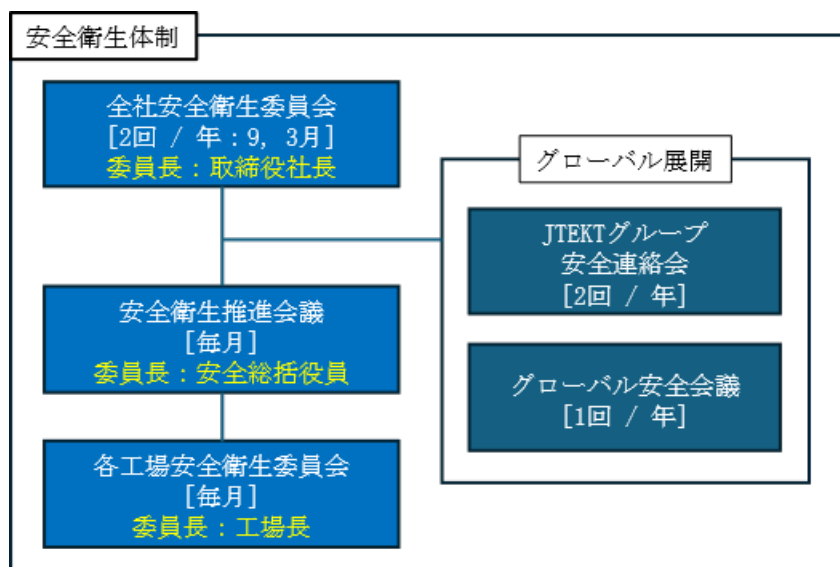 安全衛生体制
全社安全衛生委員会
[2回 / 年：9, 3月]
委員長：取締役社長
グローバル展開
JTEKTグループ
安全連絡会
[2回 / 年]
安全衛生推進会議
[毎月]
委員長：安全総括役員
グローバル安全会議
[1回 / 年]
各工場安全衛生委員会
[毎月]
委員長：工場長